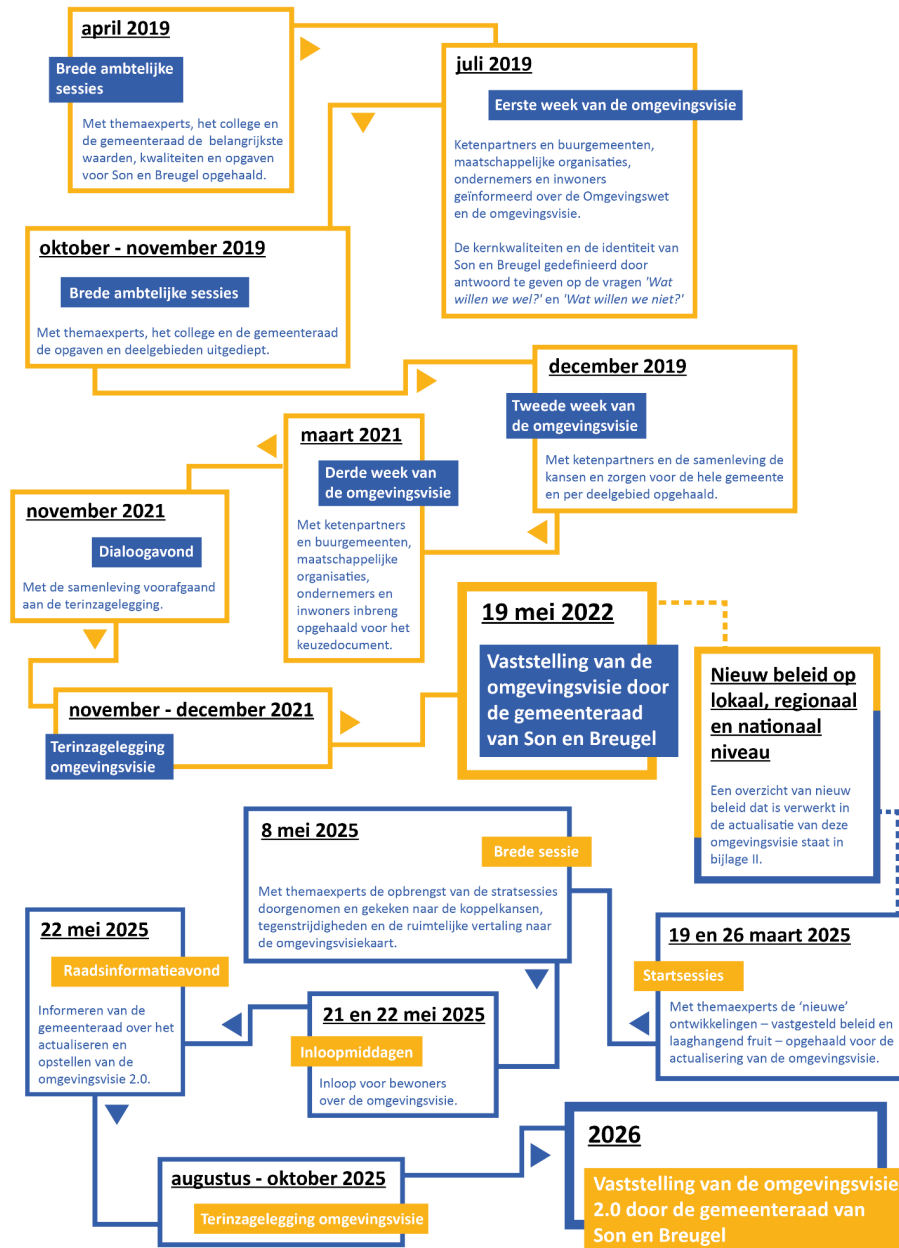 april 2019
Brede ambtelijke
sessies
Met themaexperts, het college en
de gemeenteraad de belangrijkste
waarden, kwaliteiten en opgaven
voor Son en Breugel opgehaald.
juli 2019
Eerste week van de omgevingsvisie
Ketenpartners en buurgemeenten,
maatschappelijke organisaties,
ondernemers en inwoners
geïnformeerd over de Omgevingswet
en de omgevingsvisie.
De kernkwaliteiten en de identiteit van
Son en Breugel gedefinieerd door
antwoord te geven op de vragen 'Wat
willen we wel?' en 'Wat willen we niet?'
oktober - november 2019
Brede ambtelijke sessies
Met themaexperts, het college en de gemeenteraad
de opgaven en deelgebieden uitgediept.
december 2019
Tweede week van
de omgevingsvisie
Met ketenpartners en de samenleving de
kansen en zorgen voor de hele gemeente
en per deelgebied opgehaald.
maart 2021
Derde week van
de omgevingsvisie
Met ketenpartners
en buurgemeenten,
maatschappelijke
organisaties,
ondernemers en
inwoners inbreng
opgehaald voor het
keuzedocument.
november 2021
Dialoogavond
Met de samenleving voorafgaand
aan de terinzagelegging.
november - december 2021
Terinzagelegging
omgevingsvisie
19 mei 2022
Vaststelling van de
omgevingsvisie door
de gemeenteraad
van Son en Breugel
Nieuw beleid op
lokaal, regionaal
en nationaal
niveau
Een overzicht van nieuw
beleid dat is verwerkt in
de actualisatie van deze
omgevingsvisie staat in
bijlage II.
19 en 26 maart 2025
Startsessies
Met themaexperts de ‘nieuwe’
ontwikkelingen – vastgesteld beleid en
laaghangend fruit – opgehaald voor de
actualisering van de omgevingsvisie.
8 mei 2025
Brede sessie
Met themaexperts de opbrengst van de stratsessies
doorgenomen en gekeken naar de koppelkansen,
tegenstrijdigheden en de ruimtelijke vertaling naar
de omgevingsvisiekaart.
21 en 22 mei 2025
Inloopmiddagen
Inloop voor bewoners
over de omgevingsvisie.
22 mei 2025
Raadsinformatieavond
Informeren van de
gemeenteraad over het
actualiseren en
opstellen van de
omgevingsvisie 2.0.
augustus - oktober 2025
Terinzagelegging omgevingsvisie
2026
Vaststelling van de omgevingsvisie
2.0 door de gemeenteraad van
Son en Breugel